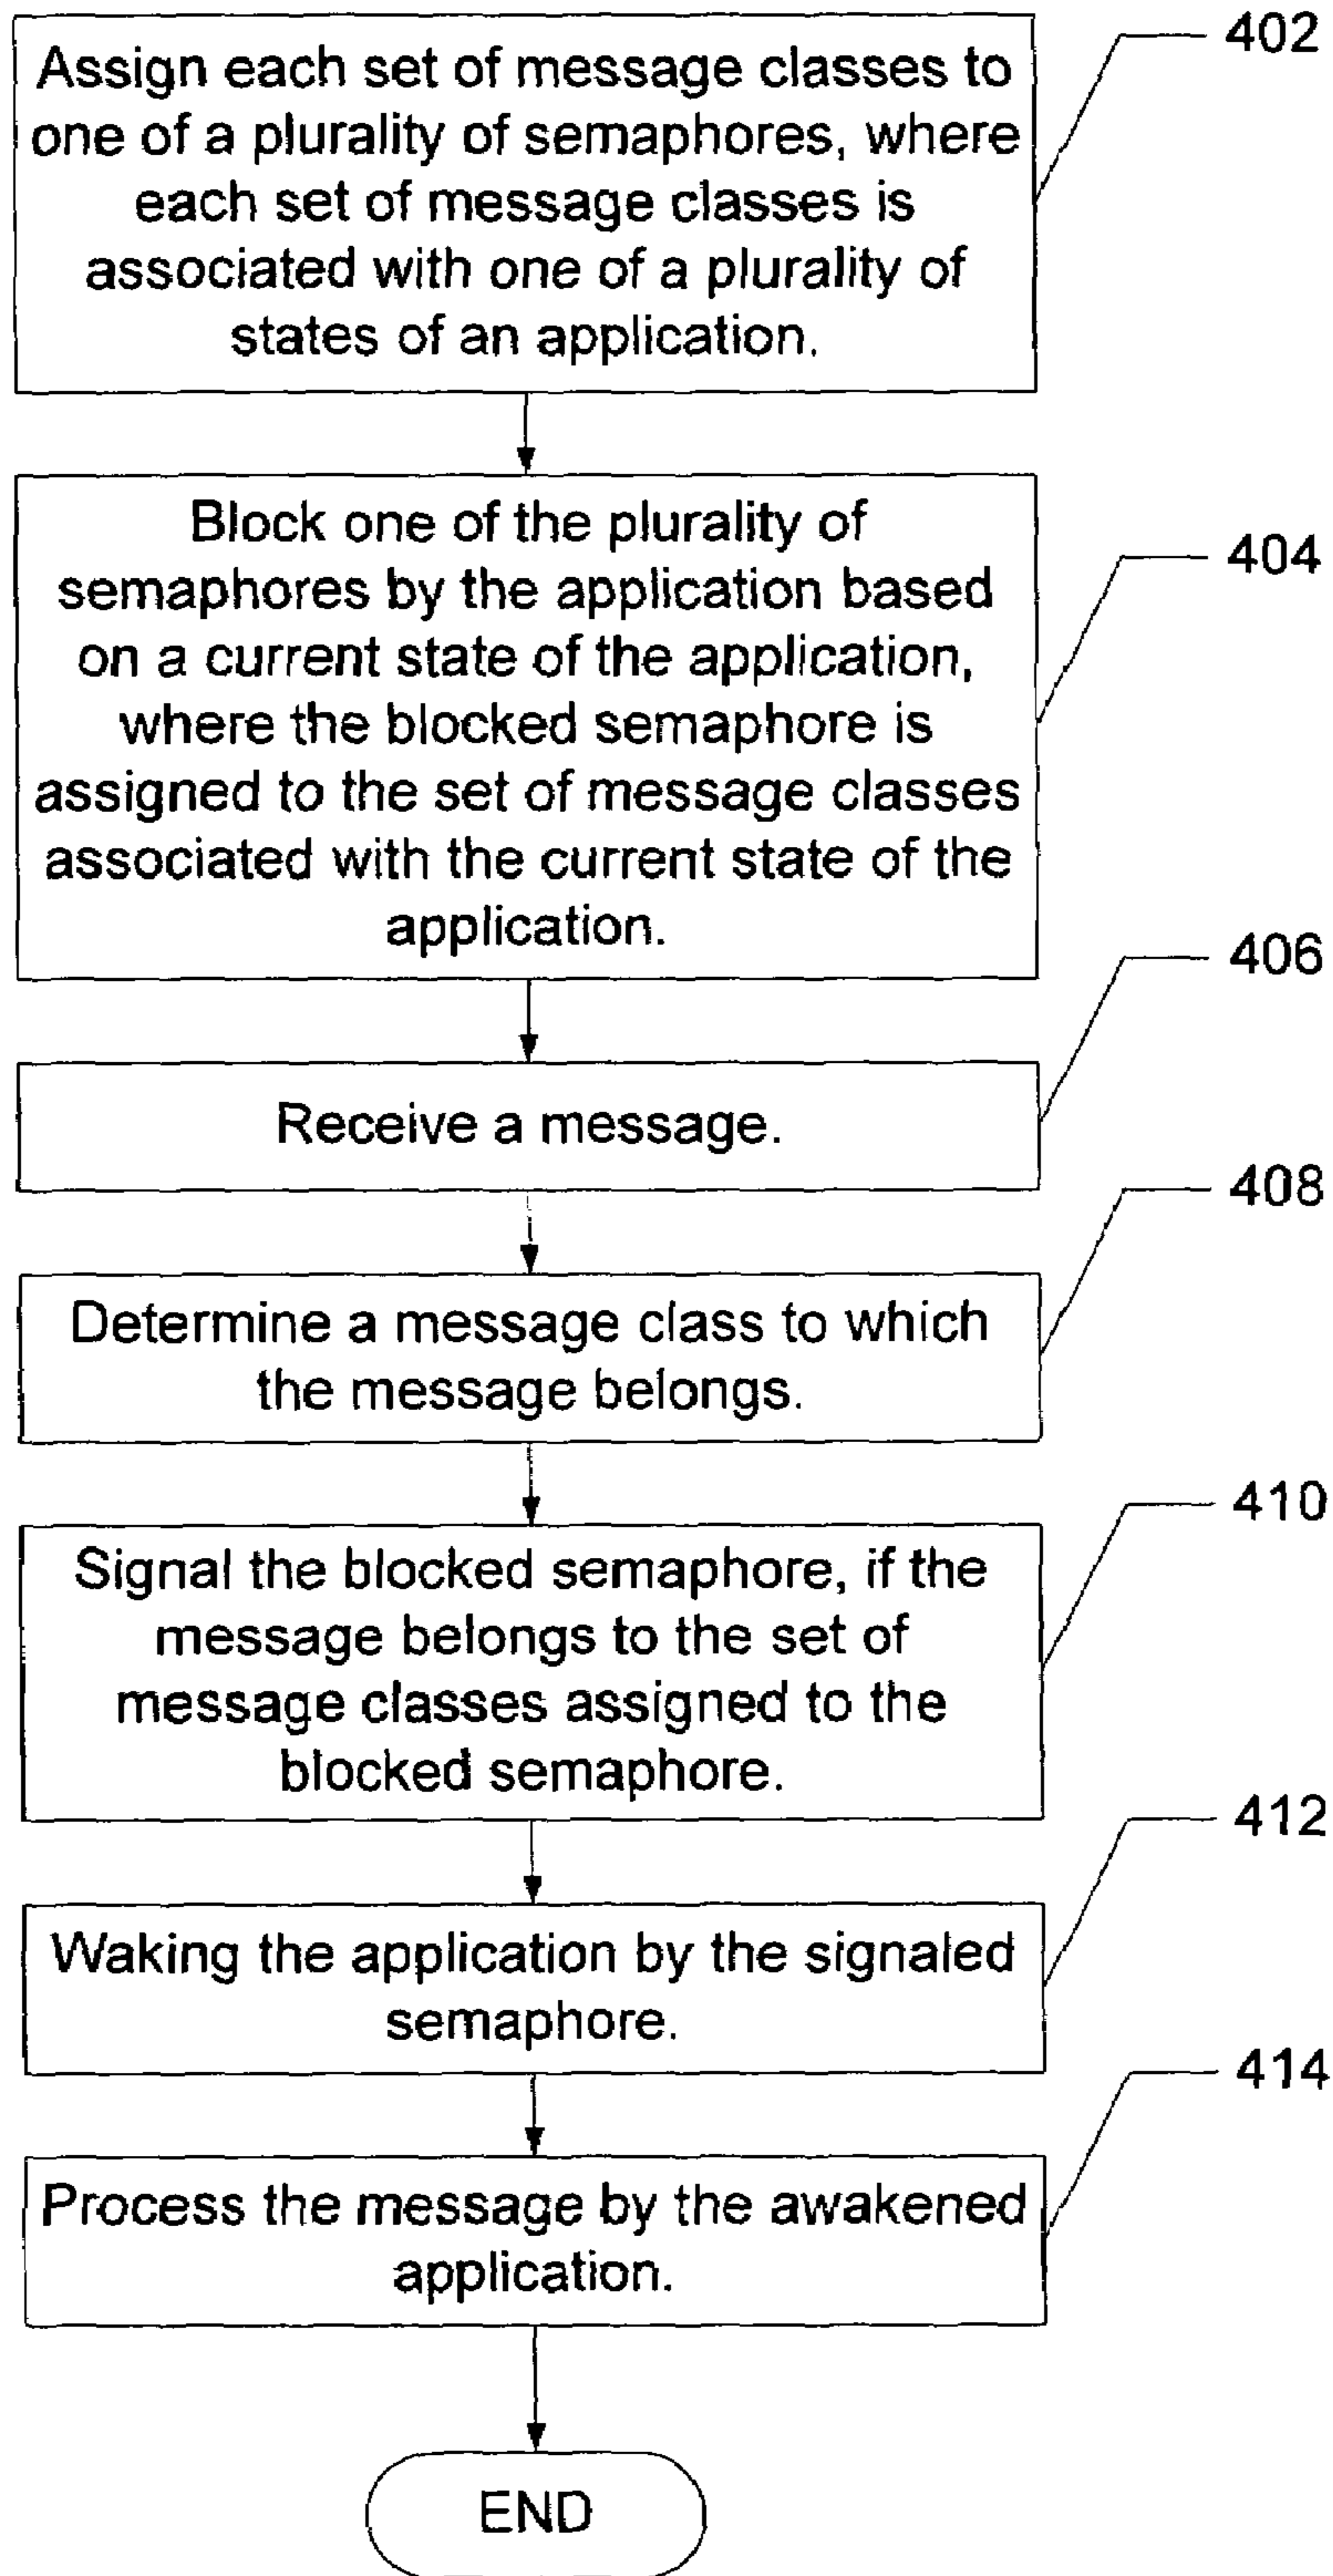 402
Assign each set of message classes to
one of a plurality of semaphores, where
each set of message classes is
associated with one of a plurality of
states of an application.
404
Block one of the plurality of
semaphores by the application based
on a current state of the application,
where the blocked semaphore is
assigned to the set of message classes
associated with the current state of the
application.
406
Receive a message.
408
Determine a message class to which
the message belongs.
410
Signal the blocked semaphore, if the
message belongs to the set of
message classes assigned to the
blocked semaphore.
412
Waking the application by the signaled
semaphore.
414
Process the message by the awakened
application.
END